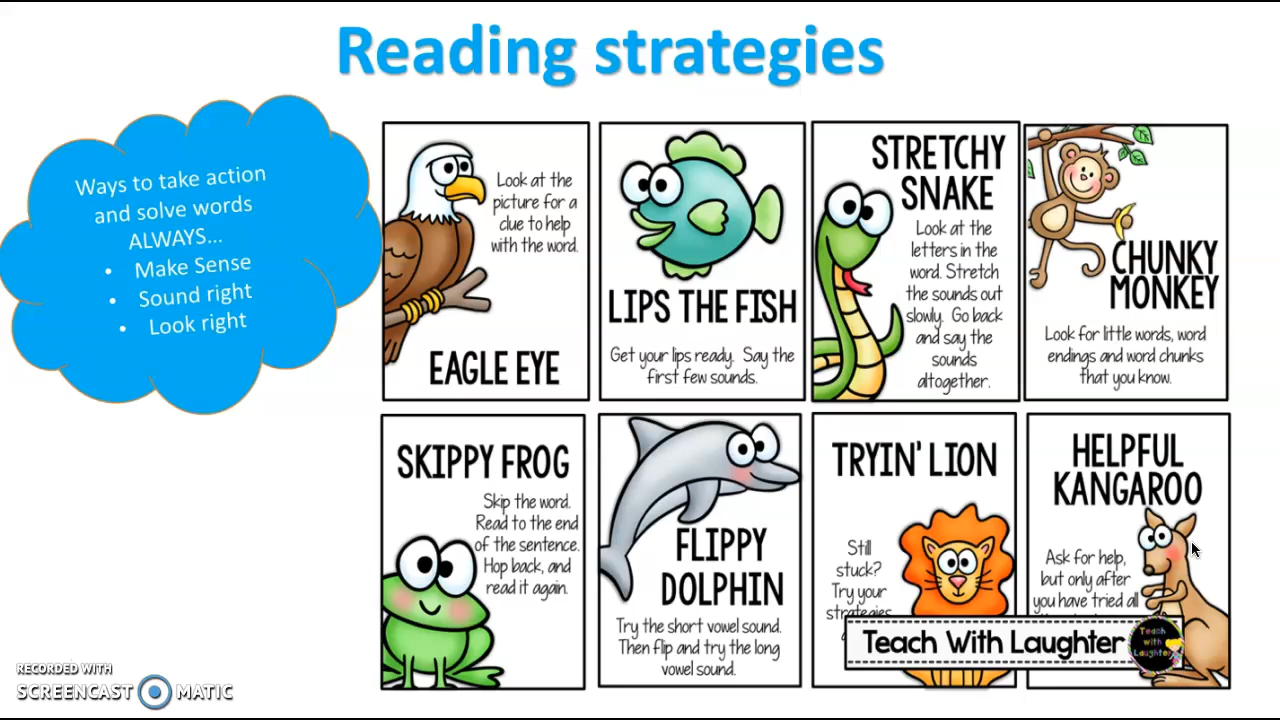 Reading strategies
Ways to take action
and solve words
ALWAYS...
• Make Sense
• Sound right
• Look right
Look at the
picture for a
clue to help
with the word.
EAGLE EYE
LIPS THE FISH
Get your lips ready. Say the
first few sounds.
STRETCHY
SNAKE
Look at the
letters in the
word. Stretch
the sounds out
slowly. Go back
and say the
sounds
altogether.
CHUNKY
MONKEY
Look for little words, word
endings and word chunks
that you know.
SKIPPY FROG
Skip the word.
Read to the end
of the sentence.
Hop back, and
read it again.
FLIPPY
DOLPHIN
Try the short vowel sound.
Then flip and try the long
vowel sound.
TRYIN' LION
Still
stuck?
Try your
strategies
HELPFUL
KANGAROO
Ask for help,
but only after
you have tried all
Teach With Laughter
Teach
with
Laughter
RECORDED WITH
SCREENCAST MATIC